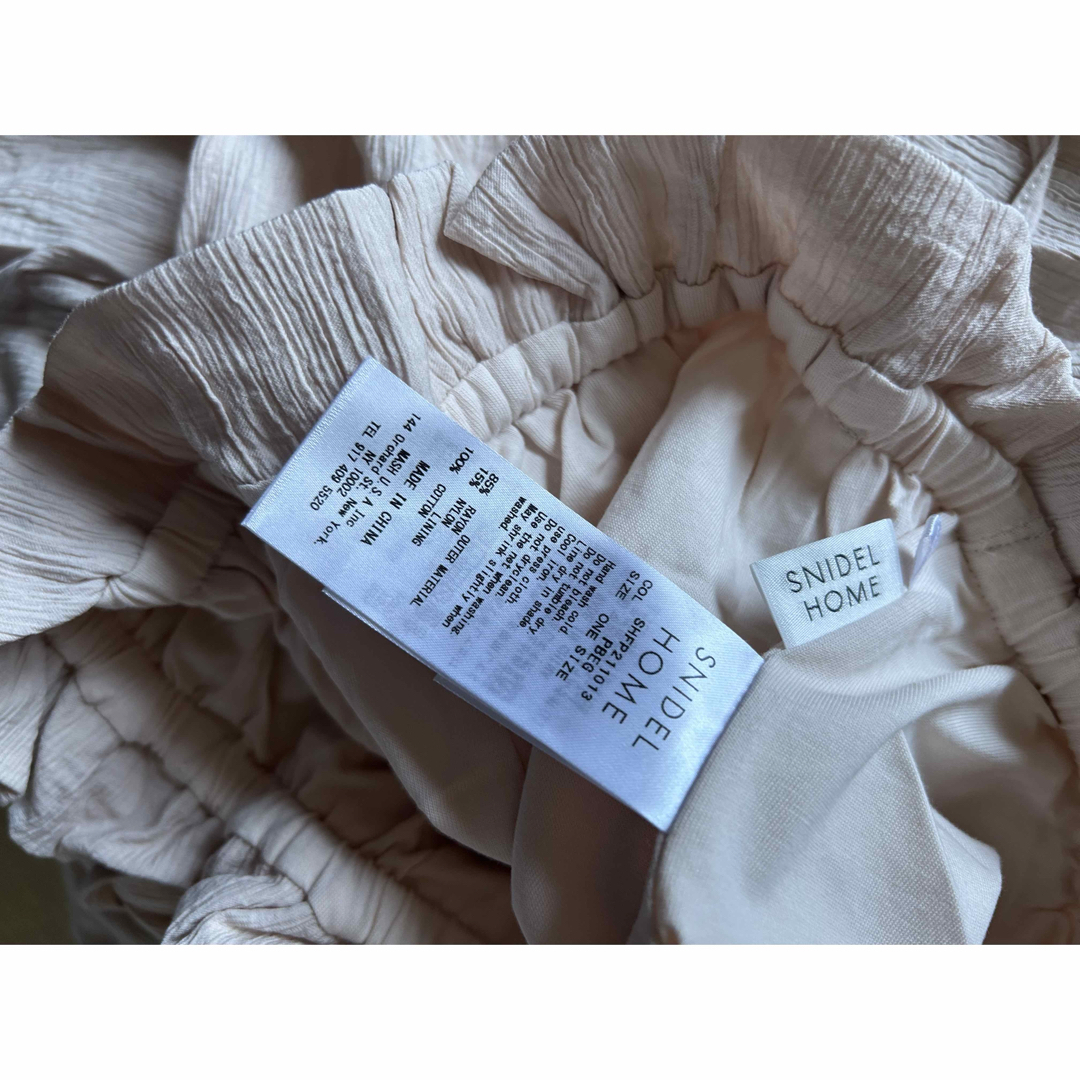 SNIDEL
HOME
SHFP211013
COL PBEG
SIZE ONE SIZE
Hand wash cold
Do not bleach
Do not tumble dry.
Line dry in shade
Cool iron.
use press cloth.
Do not dryclean
Use the net when washing.
May shrink slightly when
washed.
OUTER MATERIAL
85% RAYON
15% NYLON
LINING
100% COTTON
MADE IN CHINA
MASH U.S.A Inc
144 Orchard St. New York.
NY 10002
TEL 917 409 5520
SNIDEL
HOME